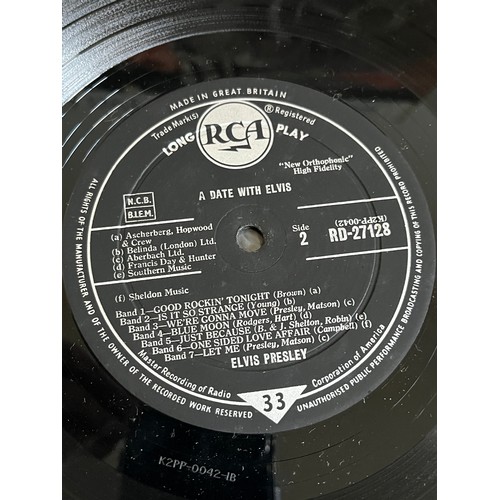 MADE IN GREAT BRITAIN
Trade Mark(s) ® Registered
LONG RCA PLAY
"New Orthophonic"
High Fidelity
A DATE WITH ELVIS
N.C.B.
B.I.E.M.
(a) Ascherberg, Hopwood
& Crew
(b) Belinda (London) Ltd.
(c) Aberbach Ltd.
(d) Francis Day & Hunter
(e) Southern Music
(f) Sheldon Music
Side
2
(K2PP-0042)
RD-27128
Band 1—GOOD ROCKIN' TONIGHT (Brown) (a)
Band 2—IS IT SO STRANGE (Young) (b)
Band 3—WE'RE GONNA MOVE (Presley, Matson) (c)
Band 4—BLUE MOON (Rodgers, Hart) (d)
Band 5—JUST BECAUSE (B. & J. Shelton, Robin) (e)
Band 6—ONE SIDED LOVE AFFAIR (Campbell) (f)
Band 7—LET ME (Presley, Matson) (c)
ELVIS PRESLEY
Master Recording of Radio Corporation of America
33
ALL RIGHTS OF THE MANUFACTURER AND OF THE OWNER OF THE RECORDED WORK RESERVED
UNAUTHORISED PUBLIC PERFORMANCE BROADCASTING AND COPYING OF THIS RECORD PROHIBITED
K2PP-0042-1B